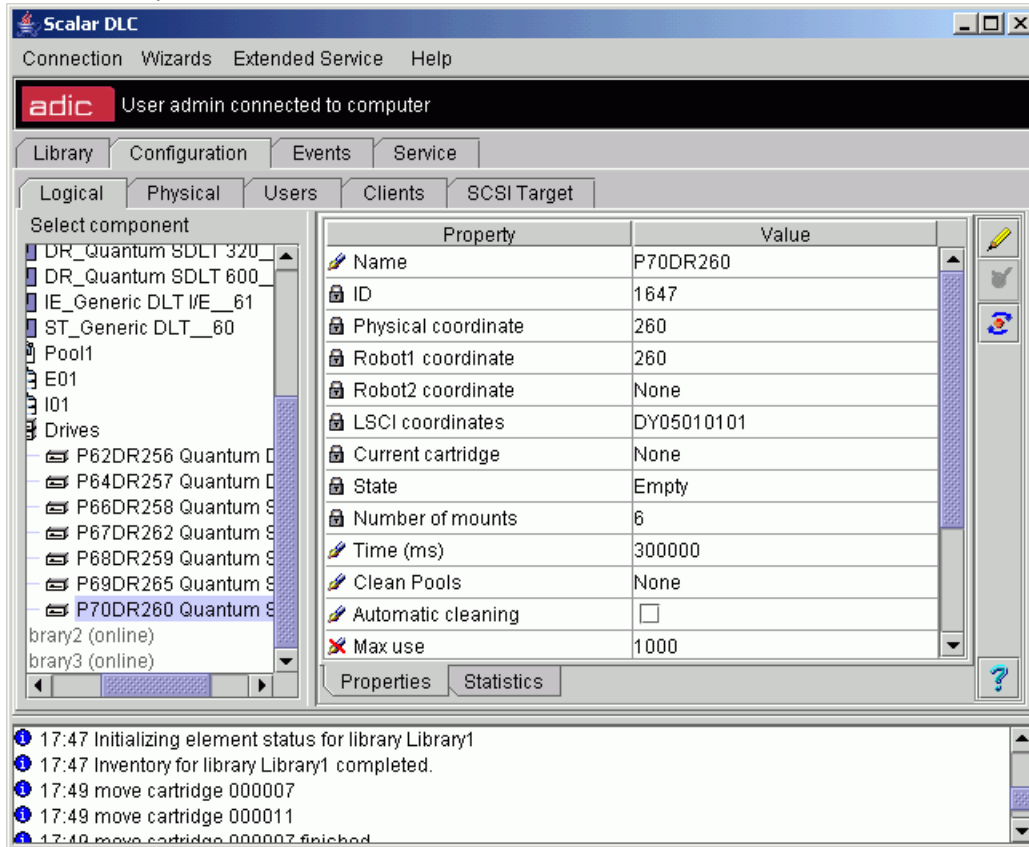 Scalar DLC
Connection Wizards Extended Service Help
adic User admin connected to computer
Library Configuration Events Service
Logical Physical Users Clients SCSI Target
Select component
DR_Quantum SDLT 320_
DR_Quantum SDLT 600_
IE_Generic DLT I/E__61
ST_Generic DLT__60
Pool1
E01
I01
Drives
P62DR256 Quantum D
P64DR257 Quantum D
P66DR258 Quantum S
P67DR262 Quantum S
P68DR259 Quantum S
P69DR265 Quantum S
P70DR260 Quantum S
brary2 (online)
brary3 (online)
Property Value
Name P70DR260
ID 1647
Physical coordinate 260
Robot1 coordinate 260
Robot2 coordinate None
LSCI coordinates DY05010101
Current cartridge None
State Empty
Number of mounts 6
Time (ms) 300000
Clean Pools None
Automatic cleaning
Max use 1000
Properties Statistics
17:47 Initializing element status for library Library1
17:47 Inventory for library Library1 completed.
17:49 move cartridge 000007
17:49 move cartridge 000011
17:49 move cartridge 000007 finished